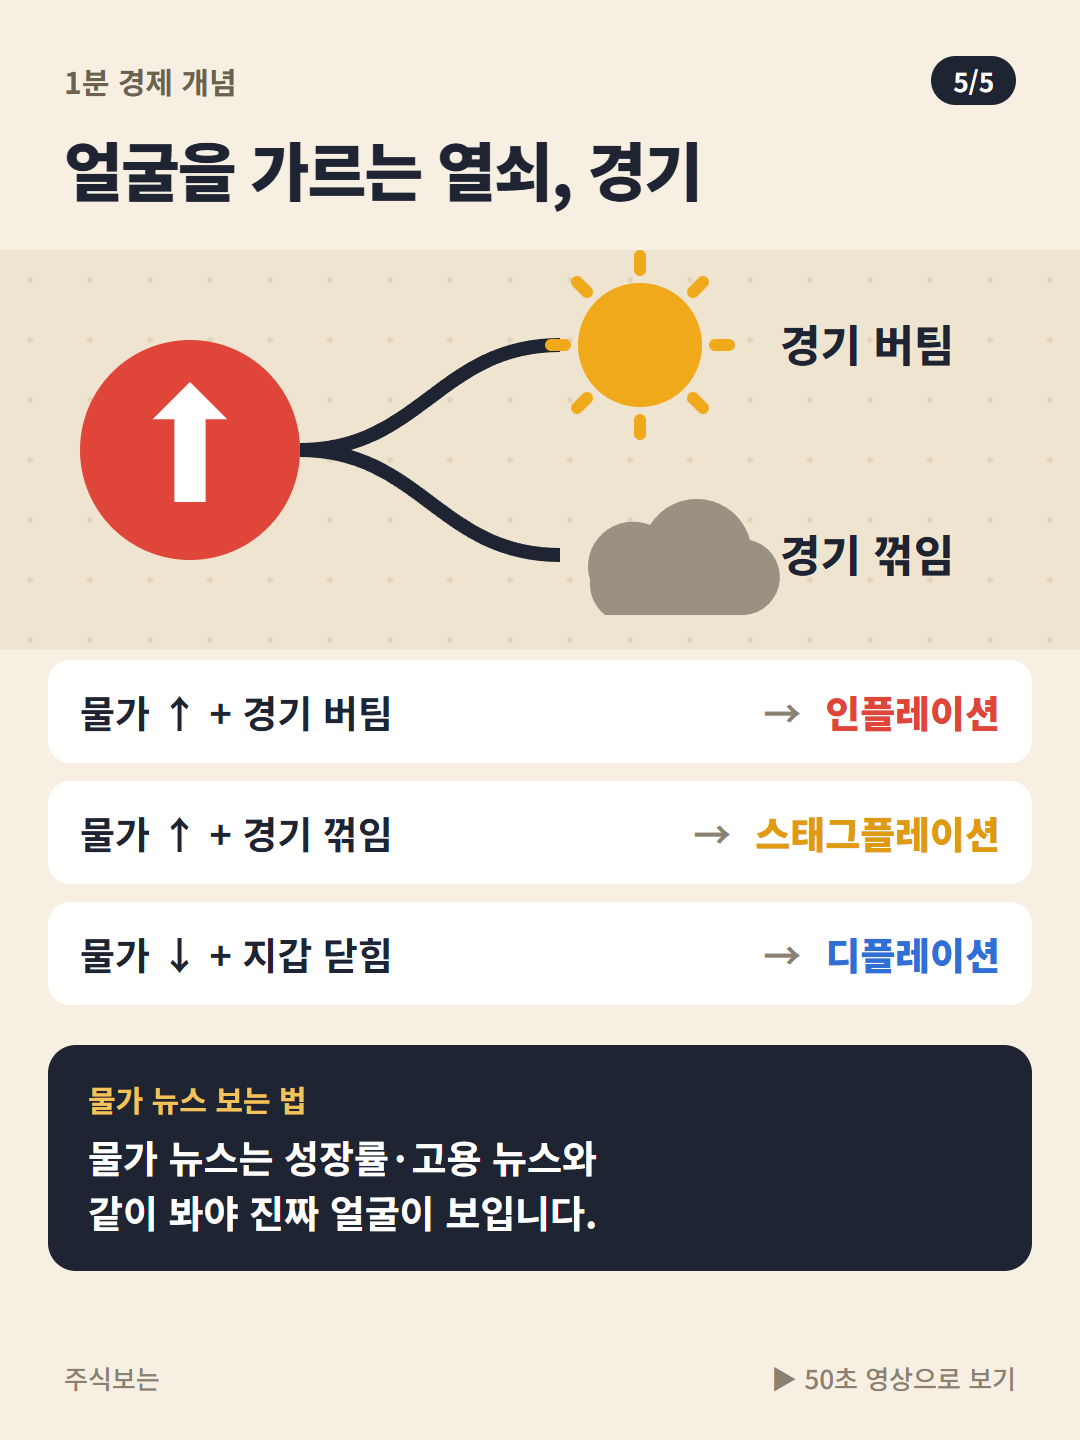 1분 경제 개념
5/5
얼굴을 가르는 열쇠, 경기
경기 버팀
경기 꺾임
물가 ↑ + 경기 버팀 → 인플레이션
물가 ↑ + 경기 꺾임 → 스태그플레이션
물가 ↓ + 지갑 닫힘 → 디플레이션
물가 뉴스 보는 법
물가 뉴스는 성장률·고용 뉴스와
같이 봐야 진짜 얼굴이 보입니다.
주식보는
▶ 50초 영상으로 보기